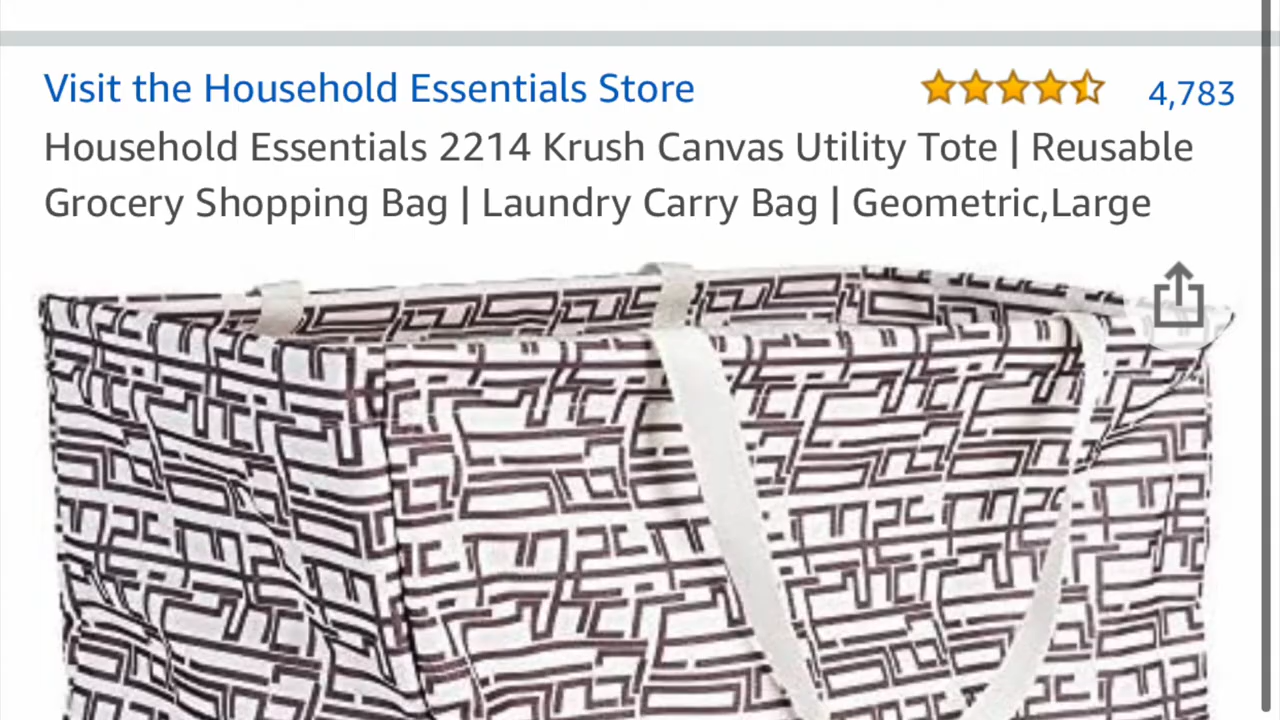 Visit the Household Essentials Store 4,783
Household Essentials 2214 Krush Canvas Utility Tote | Reusable
Grocery Shopping Bag | Laundry Carry Bag | Geometric,Large